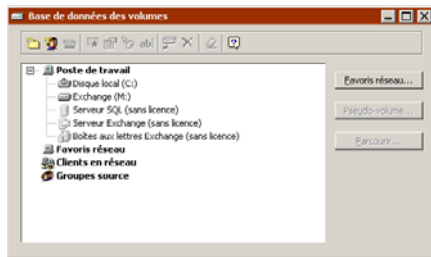 Base de données des volumes
abl
Poste de travail
Disque local (C:)
Exchange (M:)
Serveur SQL (sans licence)
Serveur Exchange (sans licence)
Boîtes aux lettres Exchange (sans licence)
Favoris réseau
Clients en réseau
Groupes source
Favoris réseau...
Pseudo-volume...
Parcourir...